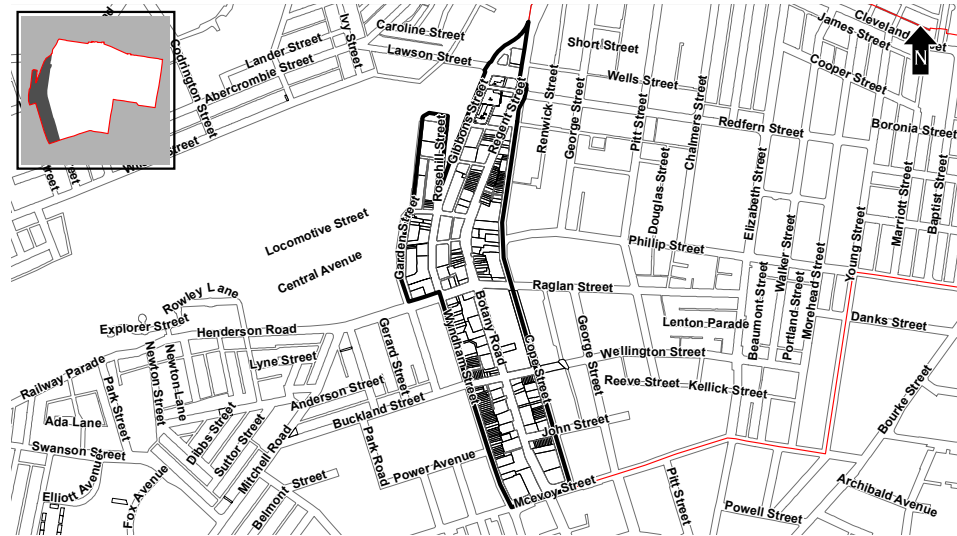 Caroline Street
Ivy Street
Lander Street
Lawson Street
Abercrombie Street
Codrington Street
Short Street
Wells Street
Cleveland Street
James Street
N
Cooper Street
Redfern Street
Boronia Street
Renwick Street
George Street
Pitt Street
Chalmers Street
Gibbons Street
Regent Street
Rosehill Street
Douglas Street
Elizabeth Street
Marriott Street
Baptist Street
Locomotive Street
Garden Street
Phillip Street
Walker Street
Young Street
Central Avenue
Raglan Street
Beaumont Street
Portland Street
Morehead Street
Rowley Lane
Explorer Street
Henderson Road
Botany Road
Wyndham Street
Cope Street
George Street
Lenton Parade
Danks Street
Lyne Street
Gerard Street
Wellington Street
Railway Parade
Newton Street
Newton Lane
Park Street
Anderson Street
Reeve Street
Kellick Street
Buckland Street
Bourke Street
Ada Lane
Dibbs Street
Suttor Street
Mitchell Road
Park Road
John Street
Swanson Street
Power Avenue
Elliott Avenue
Fox Avenue
Belmont Street
Mcevoy Street
Pitt Street
Powell Street
Archibald Avenue